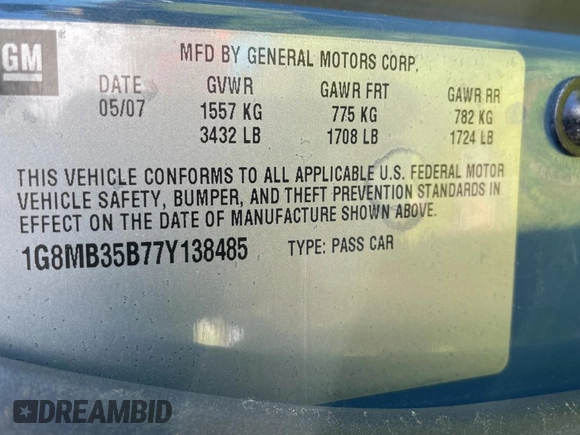 GM ®
MFD BY GENERAL MOTORS CORP.
DATE GVWR GAWR FRT GAWR RR
05/07 1557 KG 775 KG 782 KG
3432 LB 1708 LB 1724 LB
THIS VEHICLE CONFORMS TO ALL APPLICABLE U.S. FEDERAL MOTOR
VEHICLE SAFETY, BUMPER, AND THEFT PREVENTION STANDARDS IN
EFFECT ON THE DATE OF MANUFACTURE SHOWN ABOVE.
1G8MB35B77Y138485 TYPE: PASS CAR
DREAMBID